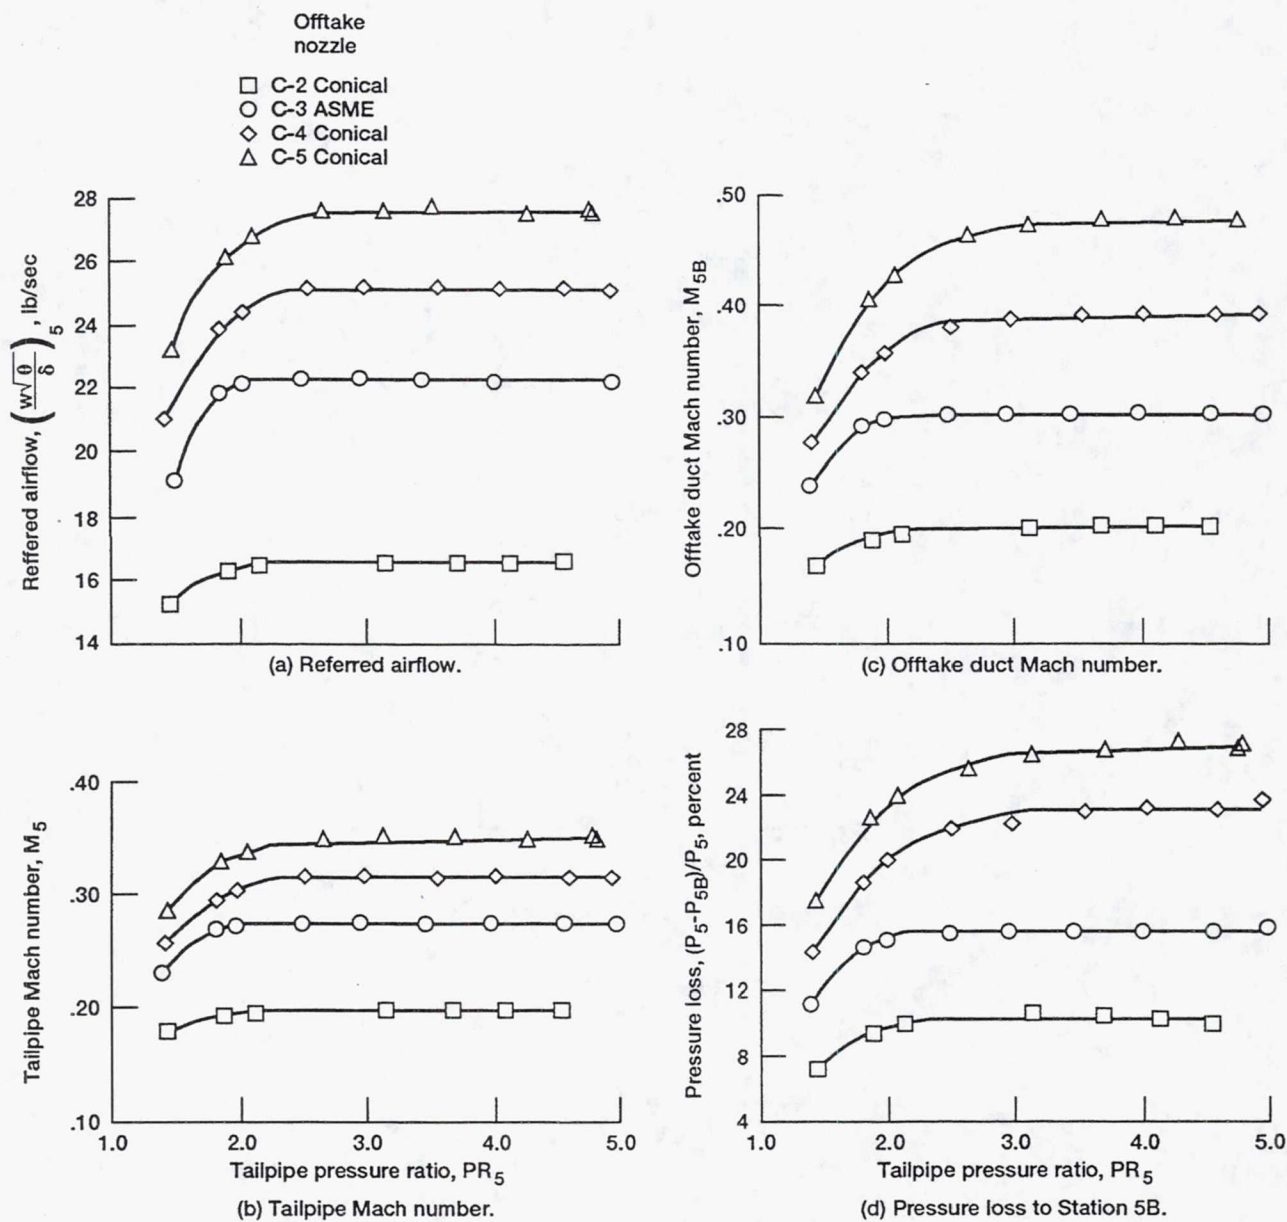 Offtake
nozzle
C-2 Conical
C-3 ASME
C-4 Conical
C-5 Conical
28
26
24
22
20
18
16
14
Reffered airflow, (w√θ/δ)5, lb/sec
(a) Referred airflow.
.50
.40
.30
.20
.10
Offtake duct Mach number, M5B
(c) Offtake duct Mach number.
.40
.30
.20
.10
Tailpipe Mach number, M5
1.0 2.0 3.0 4.0 5.0
Tailpipe pressure ratio, PR5
(b) Tailpipe Mach number.
28
24
20
16
12
8
4
Pressure loss, (P5-P5B)/P5, percent
1.0 2.0 3.0 4.0 5.0
Tailpipe pressure ratio, PR5
(d) Pressure loss to Station 5B.